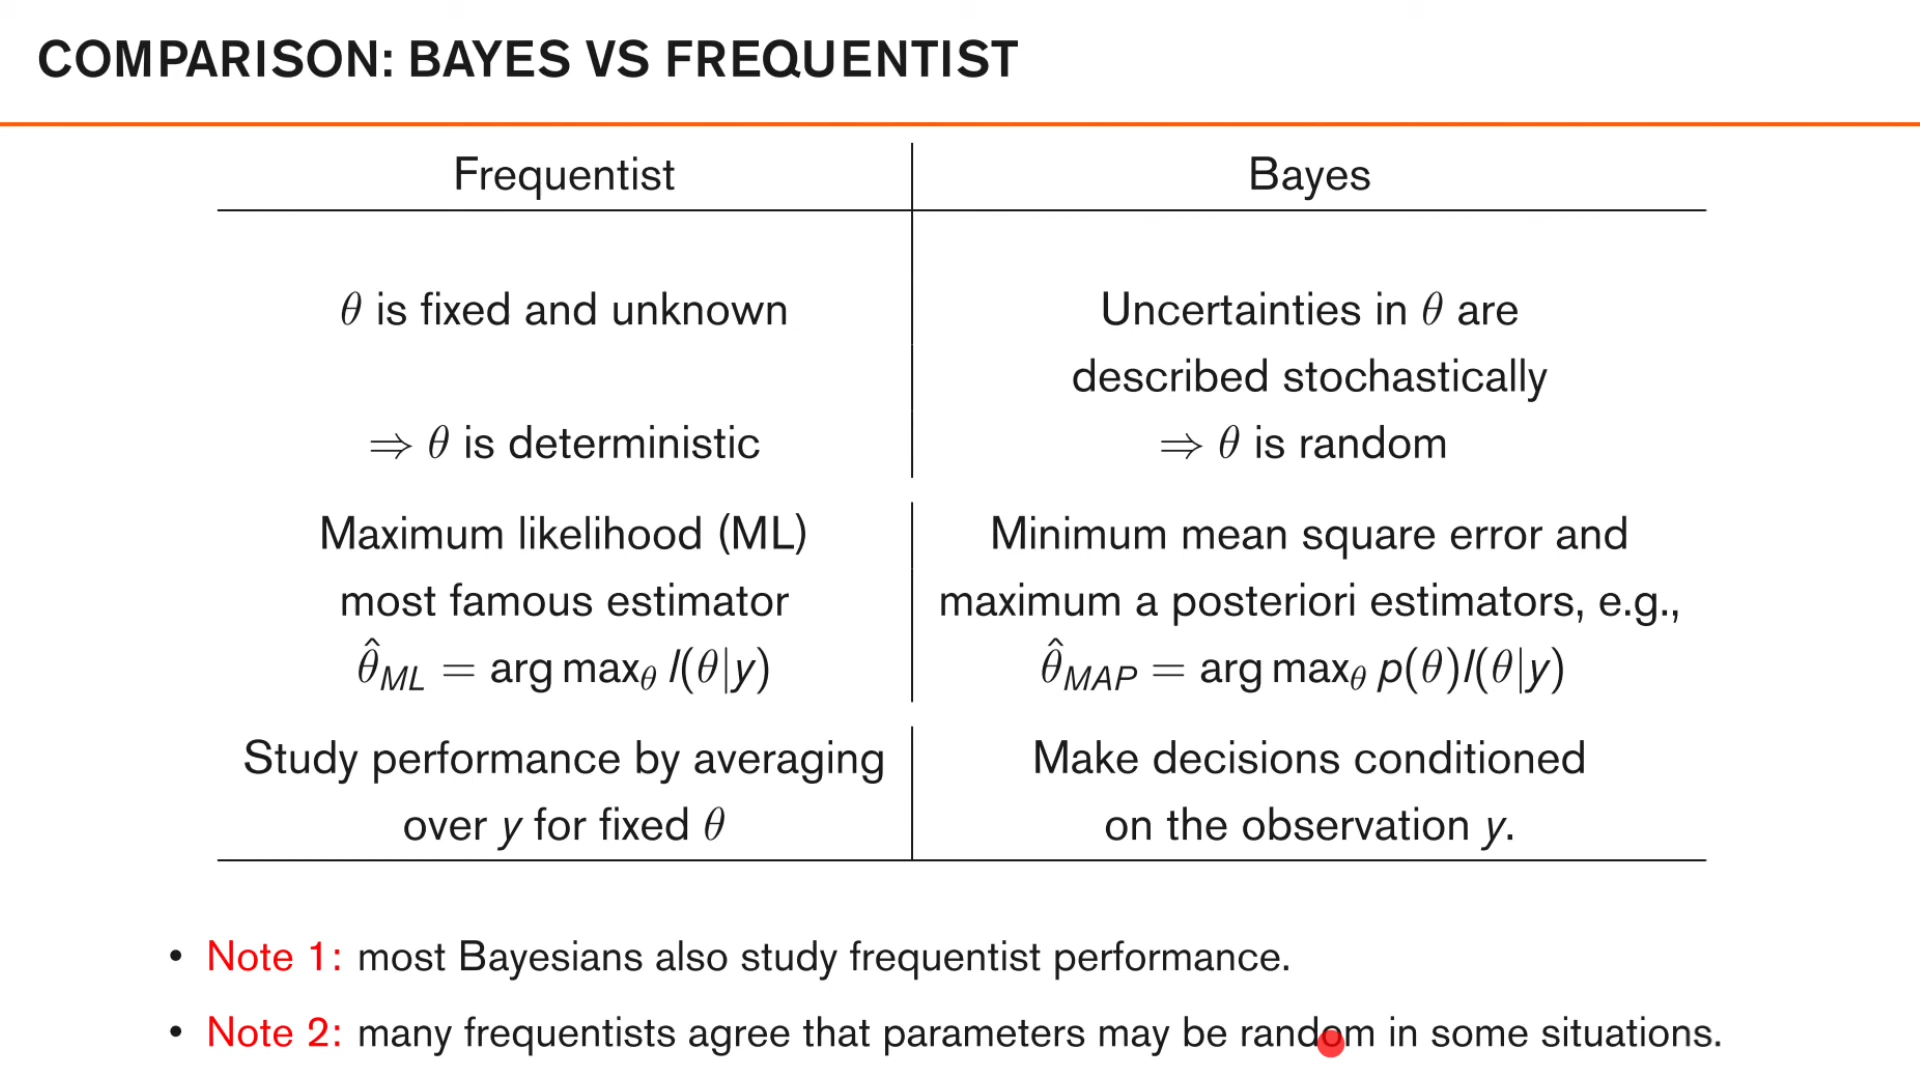 COMPARISON: BAYES VS FREQUENTIST
Frequentist
Bayes
θ is fixed and unknown
⇒ θ is deterministic
Uncertainties in θ are
described stochastically
⇒ θ is random
Maximum likelihood (ML)
most famous estimator
θ̂_ML = arg max_θ l(θ|y)
Minimum mean square error and
maximum a posteriori estimators, e.g.,
θ̂_MAP = arg max_θ p(θ)l(θ|y)
Study performance by averaging
over y for fixed θ
Make decisions conditioned
on the observation y.
• Note 1: most Bayesians also study frequentist performance.
• Note 2: many frequentists agree that parameters may be random in some situations.